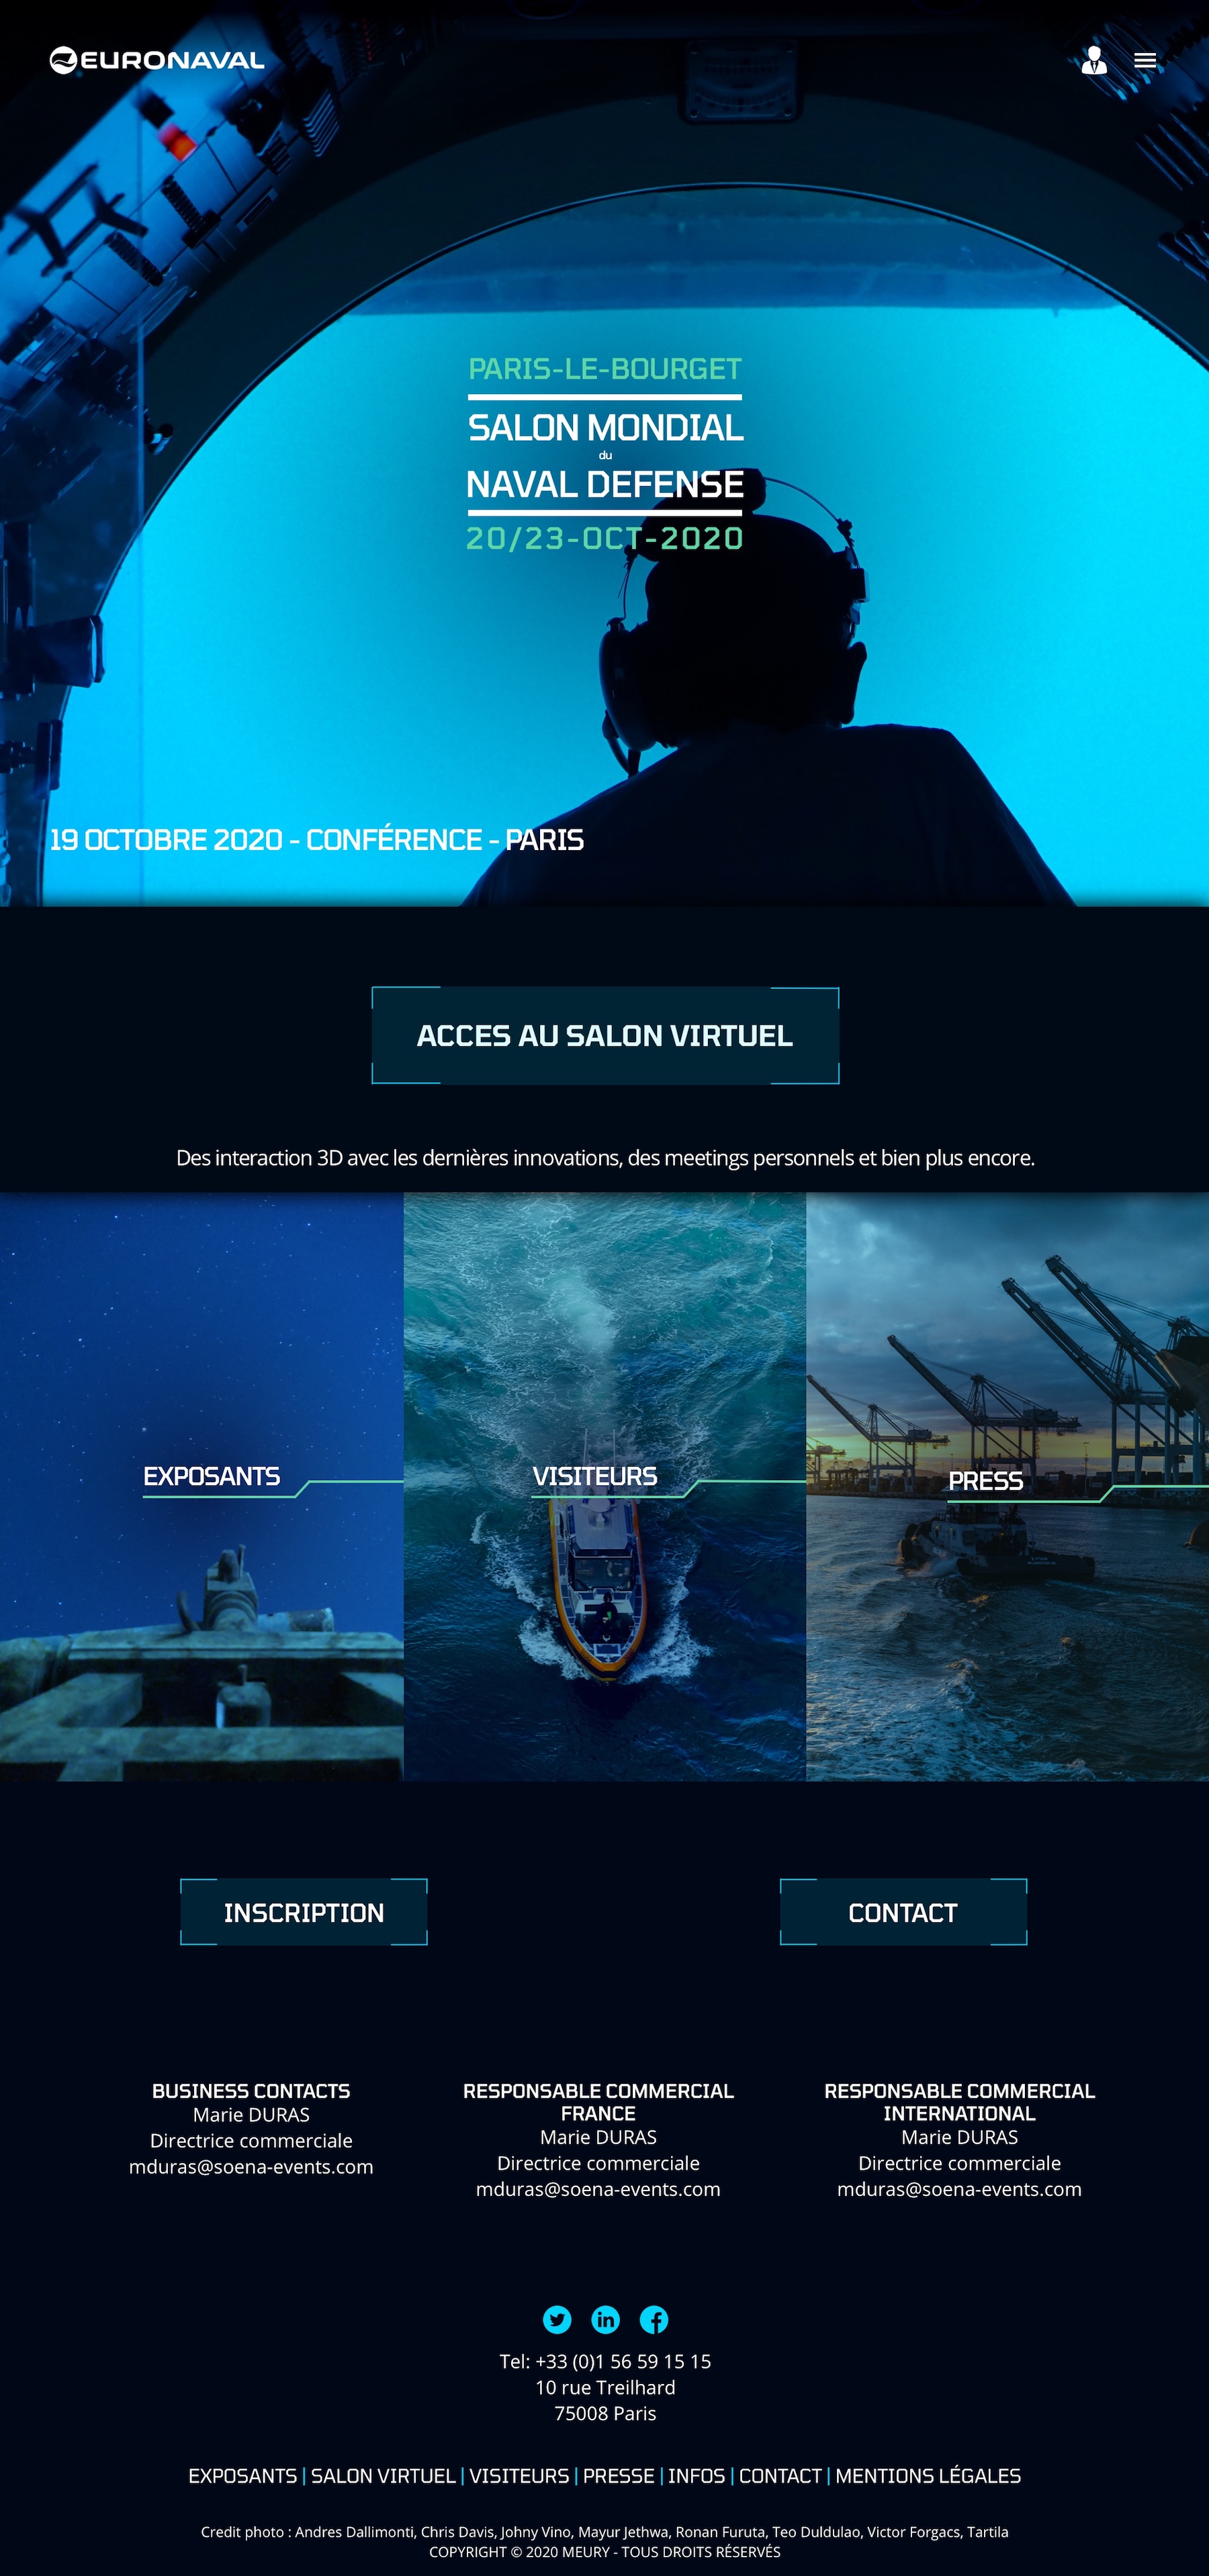 EURONAVAL
PARIS-LE-BOURGET
SALON MONDIAL
du
NAVAL DEFENSE
20/23-OCT-2020
19 OCTOBRE 2020 - CONFÉRENCE - PARIS
ACCES AU SALON VIRTUEL
Des interaction 3D avec les dernières innovations, des meetings personnels et bien plus encore.
EXPOSANTS
VISITEURS
PRESS
INSCRIPTION
CONTACT
BUSINESS CONTACTS
Marie DURAS
Directrice commerciale
mduras@soena-events.com
RESPONSABLE COMMERCIAL
FRANCE
Marie DURAS
Directrice commerciale
mduras@soena-events.com
RESPONSABLE COMMERCIAL
INTERNATIONAL
Marie DURAS
Directrice commerciale
mduras@soena-events.com
Tel: +33 (0)1 56 59 15 15
10 rue Treilhard
75008 Paris
EXPOSANTS | SALON VIRTUEL | VISITEURS | PRESSE | INFOS | CONTACT | MENTIONS LÉGALES
Credit photo : Andres Dallimonti, Chris Davis, Johny Vino, Mayur Jethwa, Ronan Furuta, Teo Duldulao, Victor Forgacs, Tartila
COPYRIGHT © 2020 MEURY - TOUS DROITS RÉSERVÉS